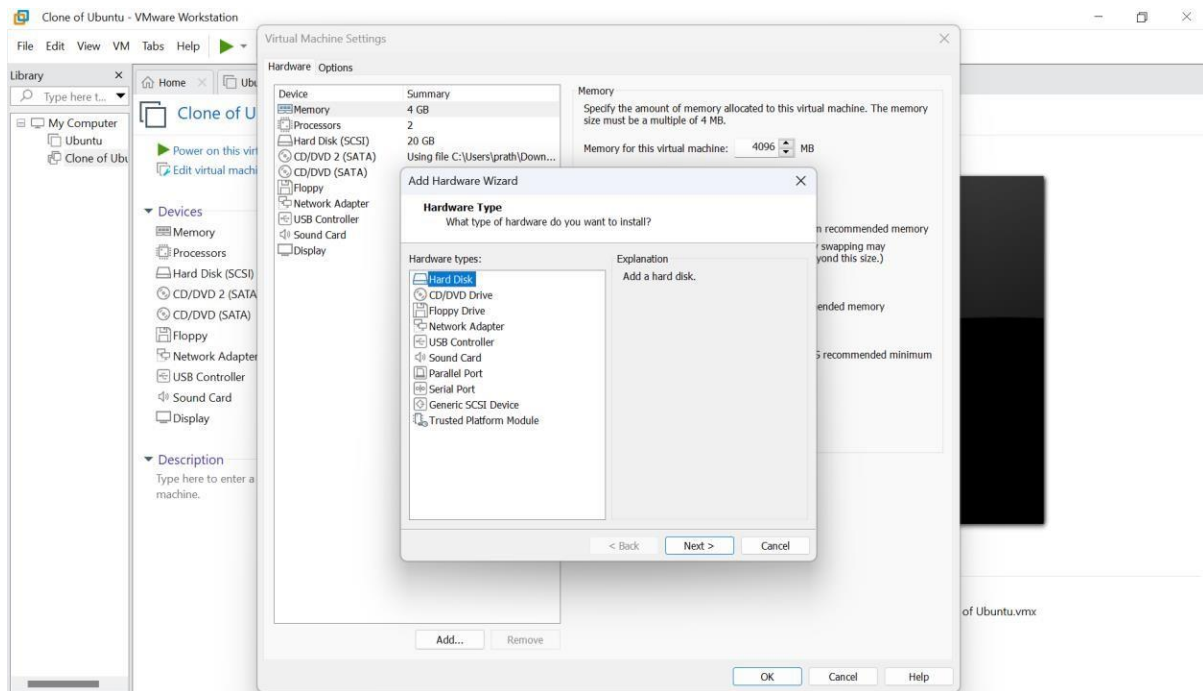 Clone of Ubuntu - VMware Workstation
File Edit View VM Tabs Help
Library
Type here t...
My Computer
Ubuntu
Clone of Ubu
Home
Ubu
Clone of U
Power on this virt
Edit virtual machi
Devices
Memory
Processors
Hard Disk (SCSI)
CD/DVD 2 (SATA
CD/DVD (SATA)
Floppy
Network Adapter
USB Controller
Sound Card
Display
Description
Type here to enter a
machine.
Virtual Machine Settings
Hardware Options
Device Summary
Memory 4 GB
Processors 2
Hard Disk (SCSI) 20 GB
CD/DVD 2 (SATA) Using file C:\Users\prath\Down...
CD/DVD (SATA)
Floppy
Network Adapter
USB Controller
Sound Card
Display
Memory
Specify the amount of memory allocated to this virtual machine. The memory
size must be a multiple of 4 MB.
Memory for this virtual machine: 4096 MB
recommended memory
swapping may
yond this size.)
ended memory
recommended minimum
Add Hardware Wizard
Hardware Type
What type of hardware do you want to install?
Hardware types:
Hard Disk
CD/DVD Drive
Floppy Drive
Network Adapter
USB Controller
Sound Card
Parallel Port
Serial Port
Generic SCSI Device
Trusted Platform Module
Explanation
Add a hard disk.
< Back Next > Cancel
Add... Remove
OK Cancel Help
of Ubuntu.vmx